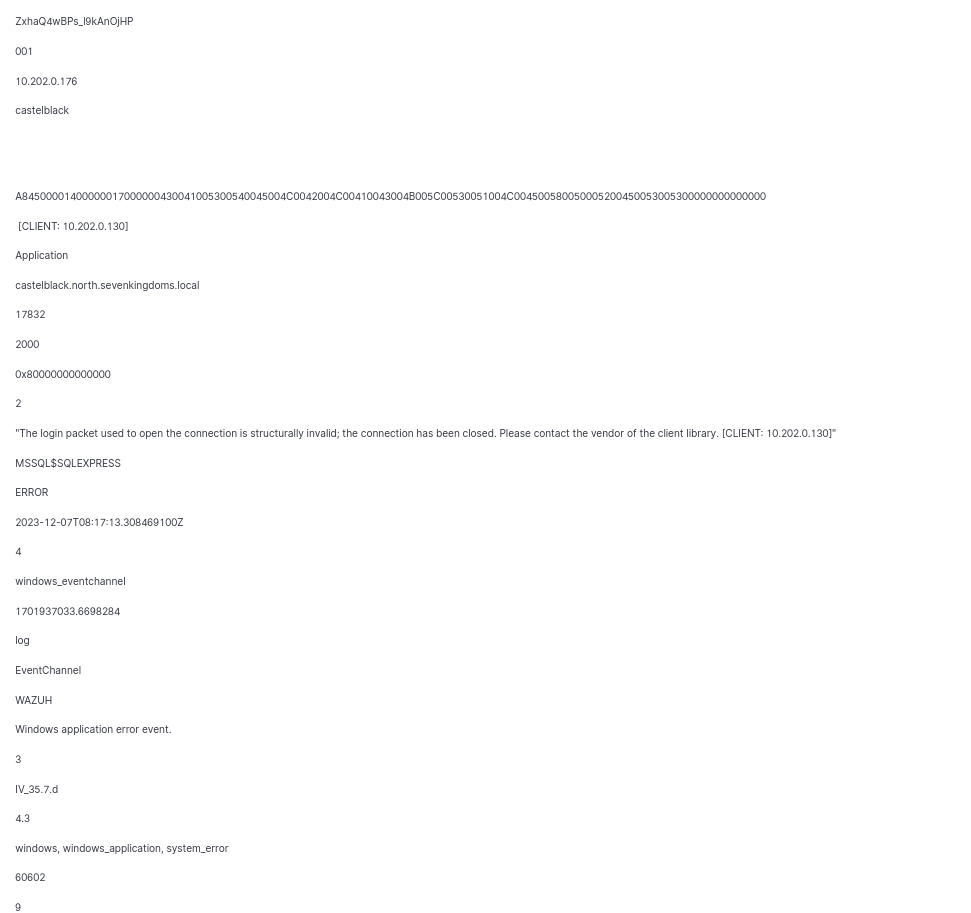 ZxhaQ4wBPs_l9kAnOjHP
001
10.202.0.176
castelblack
A84500001400000017000000430041005300540045004C0042004C00410043004B005C00530051004C004500580050005200450053005300000000000000
[CLIENT: 10.202.0.130]
Application
castelblack.north.sevenkingdoms.local
17832
2000
0x80000000000000
2
"The login packet used to open the connection is structurally invalid; the connection has been closed. Please contact the vendor of the client library. [CLIENT: 10.202.0.130]"
MSSQL$SQLEXPRESS
ERROR
2023-12-07T08:17:13.308469100Z
4
windows_eventchannel
1701937033.6698284
log
EventChannel
WAZUH
Windows application error event.
3
IV_35.7.d
4.3
windows, windows_application, system_error
60602
9